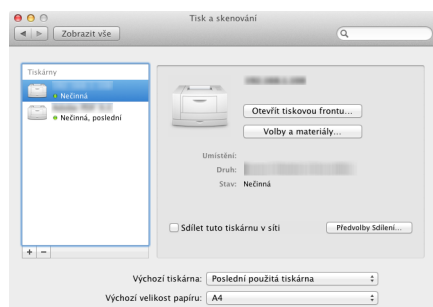 Tisk a skenování
Zobrazit vše
Tiskárny
Nečinná
Nečinná, poslední
Otevřít tiskovou frontu...
Volby a materiály...
Umístění:
Druh:
Stav: Nečinná
Sdílet tuto tiskárnu v síti
Předvolby Sdílení...
+ −
Výchozí tiskárna: Poslední použitá tiskárna
Výchozí velikost papíru: A4